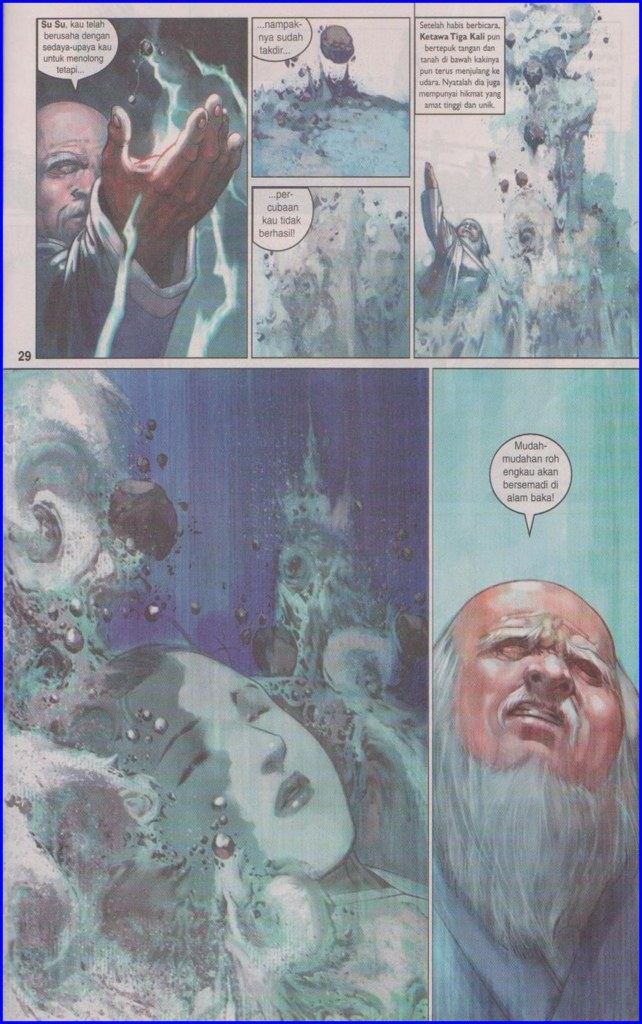 Su Su, kau telah
berusaha dengan
sedaya-upaya kau
untuk menolong
tetapi...
...nampak-
nya sudah
takdir...
...per-
cubaan
kau tidak
berhasil!
Setelah habis berbicara,
Ketawa Tiga Kali pun
bertepuk tangan dan
tanah di bawah kakinya
pun terus menjulang ke
udara. Nyatalah dia juga
mempunyai hikmat yang
amat tinggi dan unik.
29
Mudah-
mudahan roh
engkau akan
bersemadi di
alam baka!